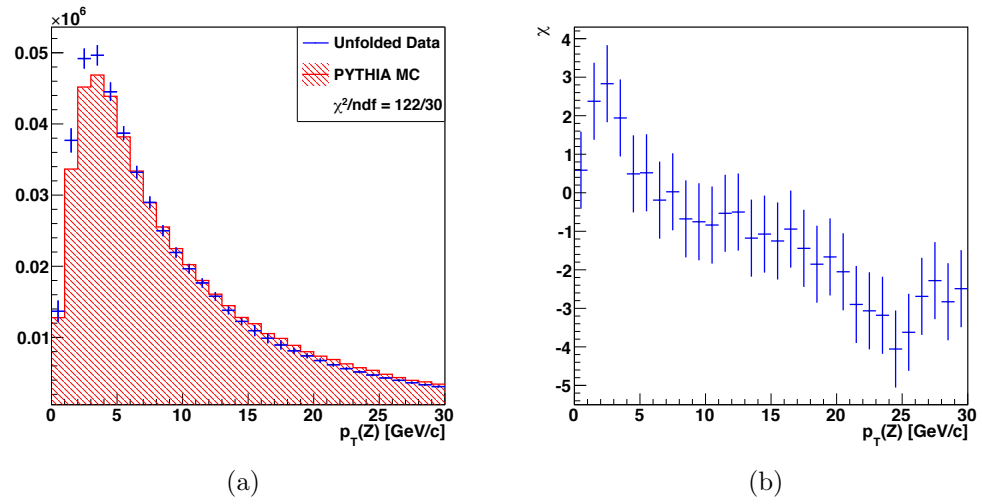 ×10⁶
0.05
0.04
0.03
0.02
0.01
0 5 10 15 20 25 30
p_T(Z) [GeV/c]
Unfolded Data
PYTHIA MC
χ²/ndf = 122/30
(a)
χ
4
3
2
1
0
-1
-2
-3
-4
-5
0 5 10 15 20 25 30
p_T(Z) [GeV/c]
(b)